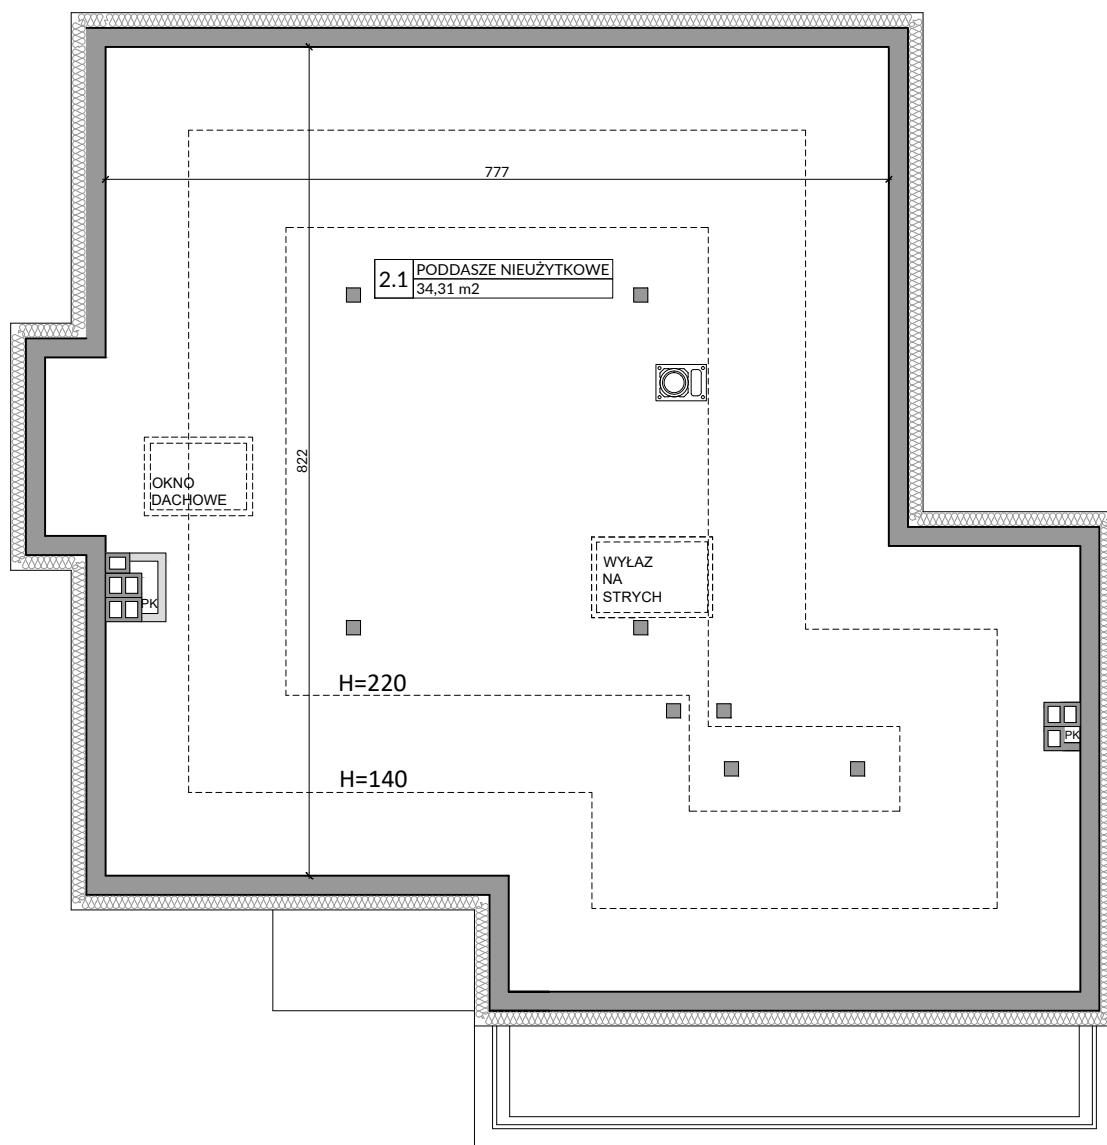 777
2.1
PODDASZE NIEUŻYTKOWE
34,31 m2
822
OKNO
DACHOWE
WYŁAZ
NA
STRYCH
PK
H=220
PK
H=140